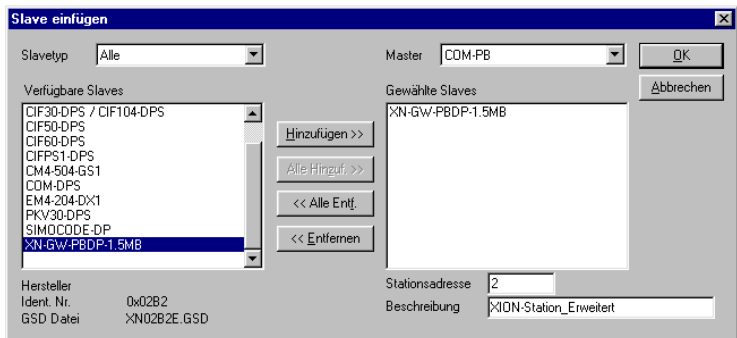 Slave einfügen
Slavetyp Alle Master COM-PB OK
Abbrechen
Verfügbare Slaves
CIF30-DPS / CIF104-DPS
CIF50-DPS
CIF60-DPS
CIFPS1-DPS
CM4-504-GS1
COM-DPS
EM4-204-DX1
PKV30-DPS
SIMOCODE-DP
XN-GW-PBDP-1.5MB
Hinzufügen >>
Alle Hinzuf. >>
<< Alle Entf.
<< Entfernen
Gewählte Slaves
XN-GW-PBDP-1.5MB
Hersteller
Ident. Nr. 0x02B2
GSD Datei XN02B2E.GSD
Stationsadresse 2
Beschreibung XION-Station_Erweitert